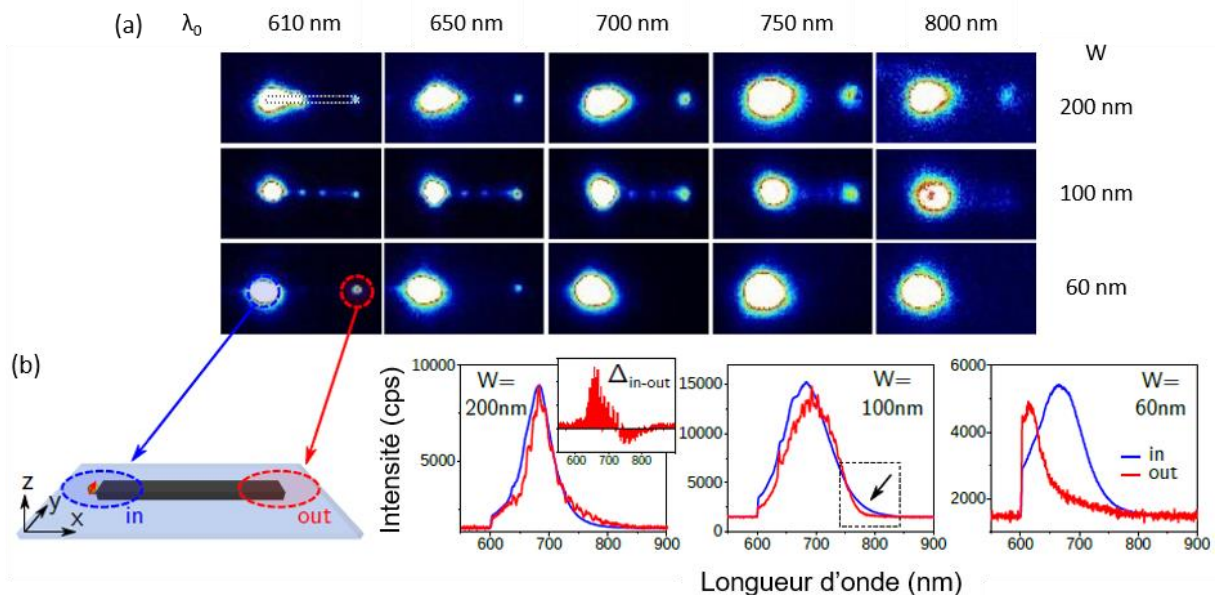 (a) λ0 610 nm 650 nm 700 nm 750 nm 800 nm
W
200 nm
100 nm
60 nm
(b)
z
y
x
in
out
Intensité (cps)
10000
5000
W=
200nm
Δin-out
600 700 800
600 700 800 900
15000
10000
5000
0
W=
100nm
600 700 800 900
6000
4000
2000
W=
60nm
in
out
600 700 800 900
Longueur d'onde (nm)